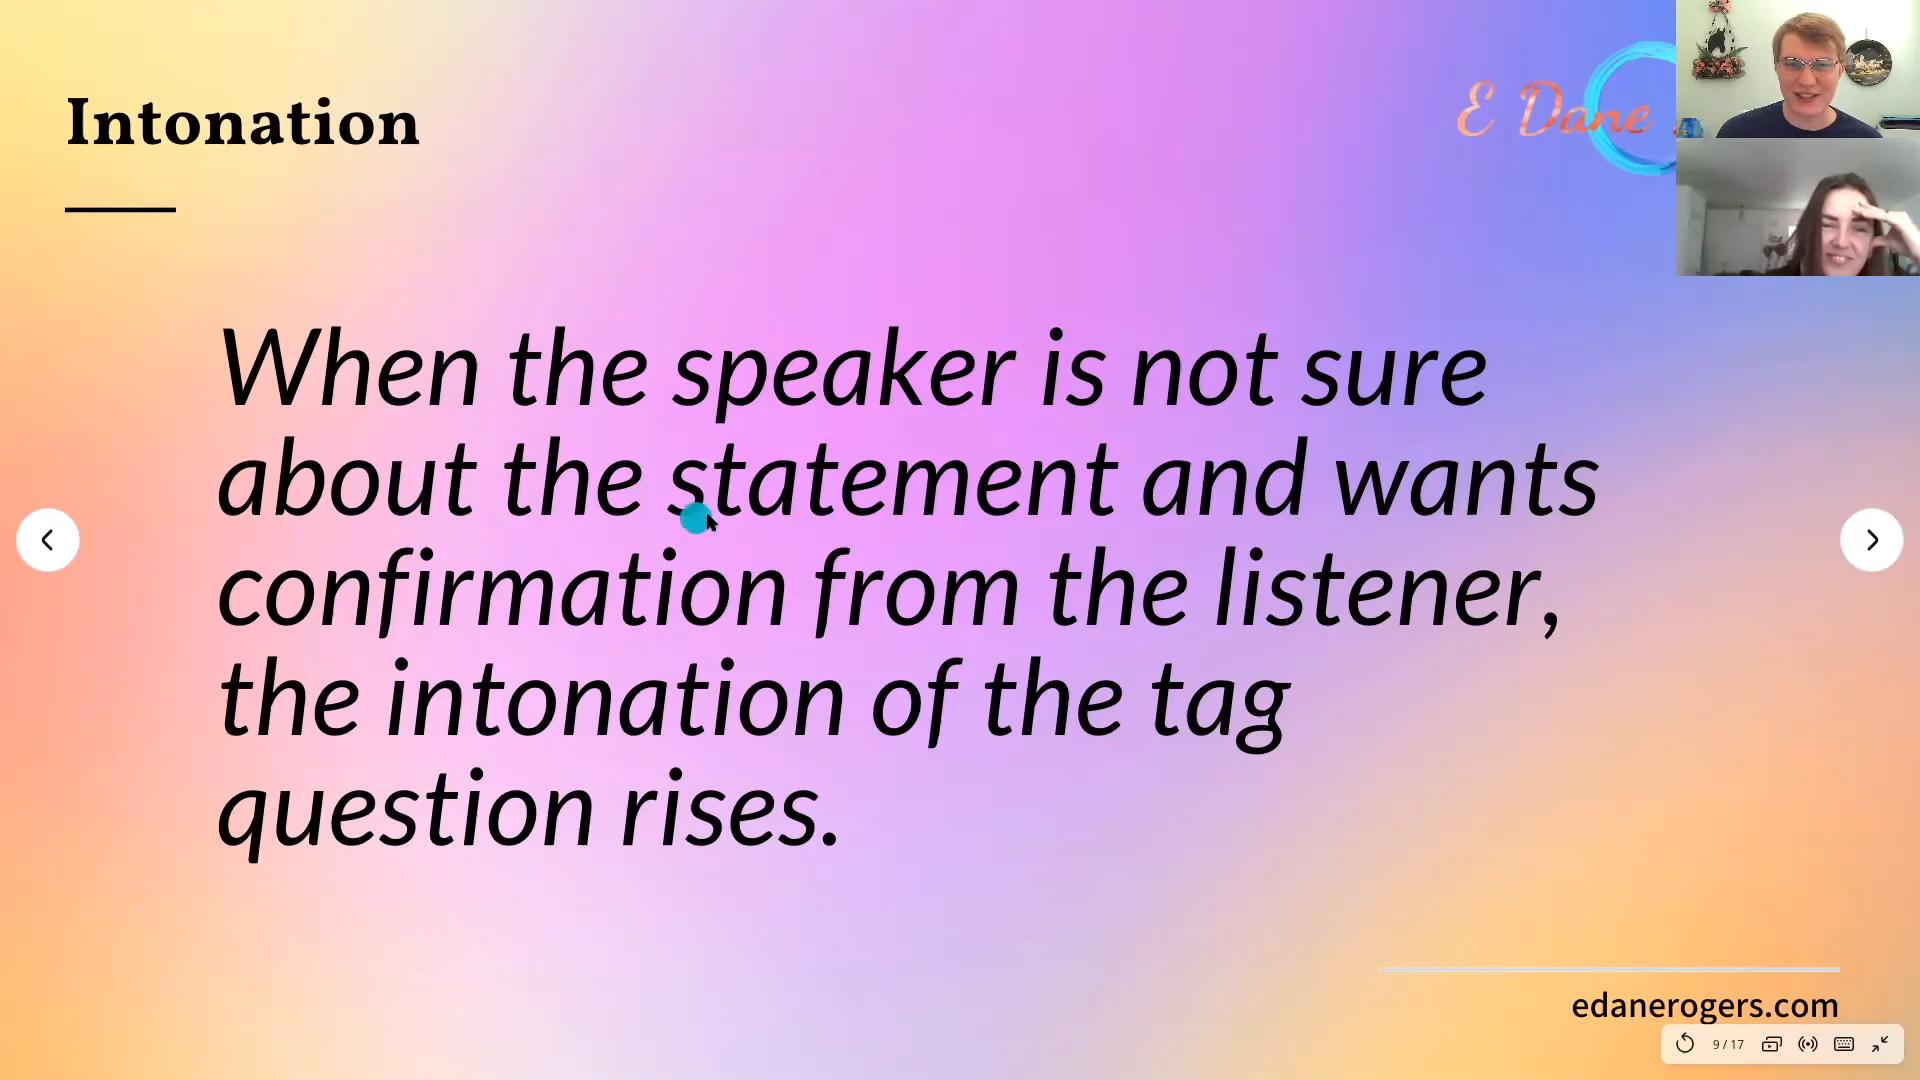 Intonation
E Dane
When the speaker is not sure
about the statement and wants
confirmation from the listener,
the intonation of the tag
question rises.
edanerogers.com
9 / 17